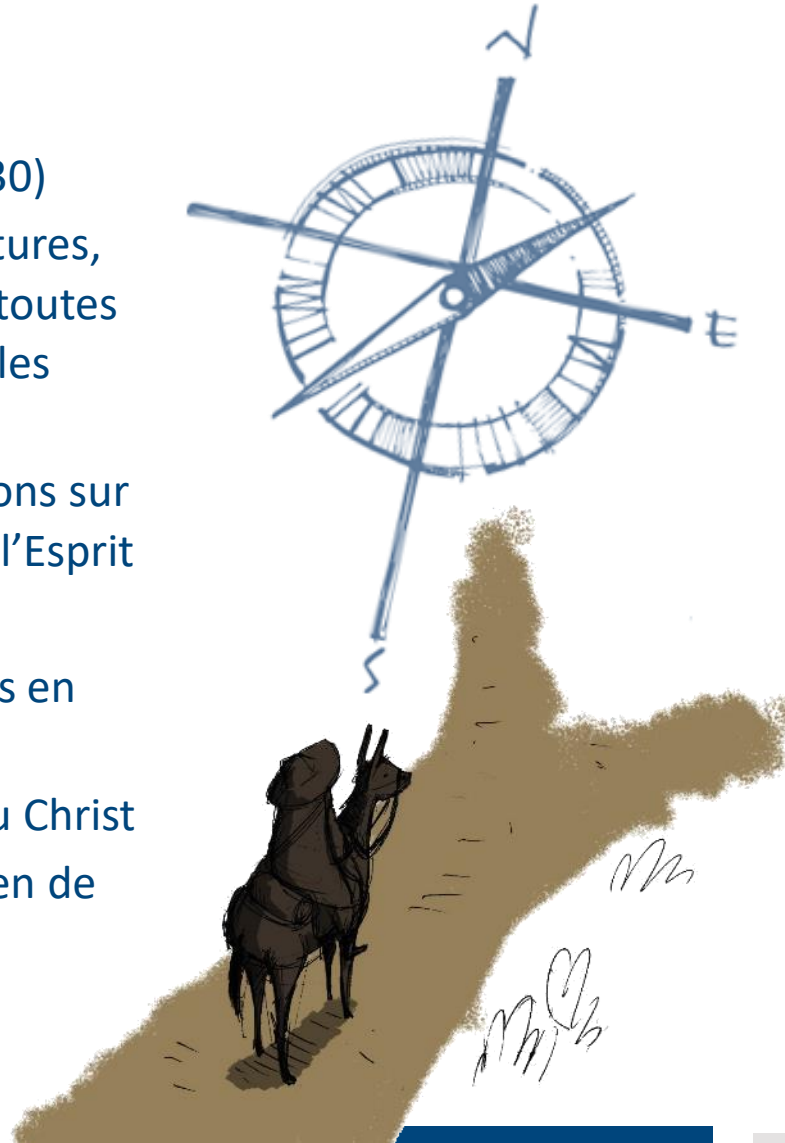 N
30)
tures,
toutes
les
E
ons sur
l’Esprit
S
s en
u Christ
en de